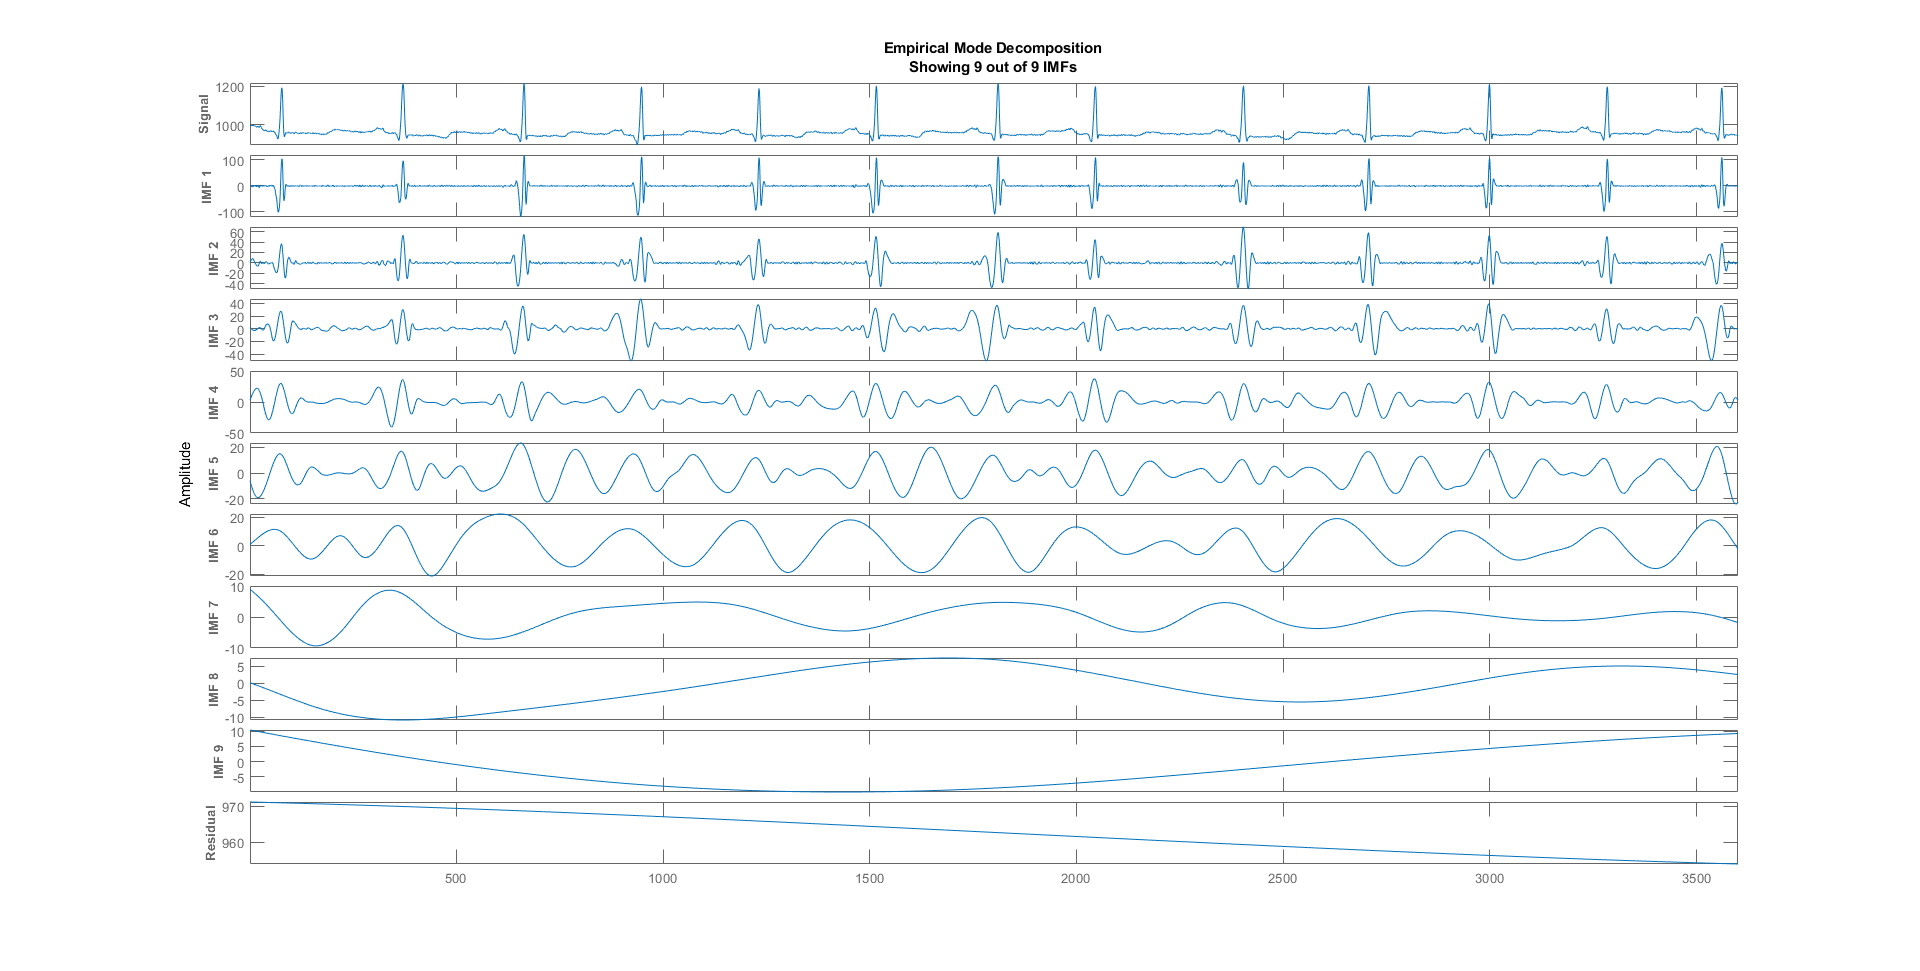 Empirical Mode Decomposition
Showing 9 out of 9 IMFs
Amplitude
Signal
1200
1000
IMF 1
100
0
-100
IMF 2
60
40
20
0
-20
-40
IMF 3
40
20
0
-20
-40
IMF 4
50
0
-50
IMF 5
20
0
-20
IMF 6
20
0
-20
IMF 7
10
0
-10
IMF 8
5
0
-5
-10
IMF 9
10
5
0
-5
Residual
970
960
500 1000 1500 2000 2500 3000 3500